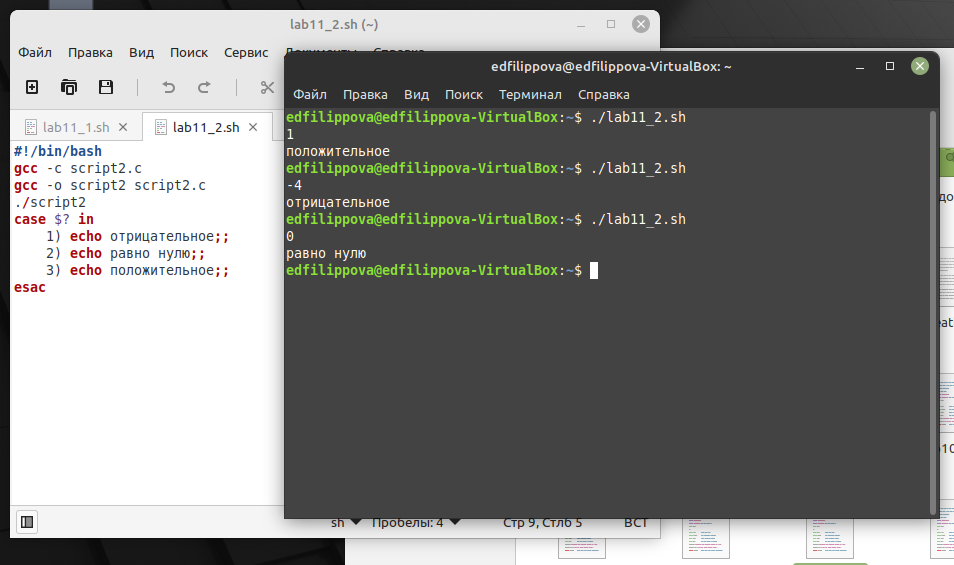 lab11_2.sh (~)
Файл Правка Вид Поиск Сервис Документы Справка
lab11_1.sh lab11_2.sh
#!/bin/bash
gcc -c script2.c
gcc -o script2 script2.c
./script2
case $? in
    1) echo отрицательное;;
    2) echo равно нулю;;
    3) echo положительное;;
esac
sh Пробелы: 4 Стр 9, Стлб 5 ВСТ
edfilippova@edfilippova-VirtualBox: ~
Файл Правка Вид Поиск Терминал Справка
edfilippova@edfilippova-VirtualBox:~$ ./lab11_2.sh
1
положительное
edfilippova@edfilippova-VirtualBox:~$ ./lab11_2.sh
-4
отрицательное
edfilippova@edfilippova-VirtualBox:~$ ./lab11_2.sh
0
равно нулю
edfilippova@edfilippova-VirtualBox:~$